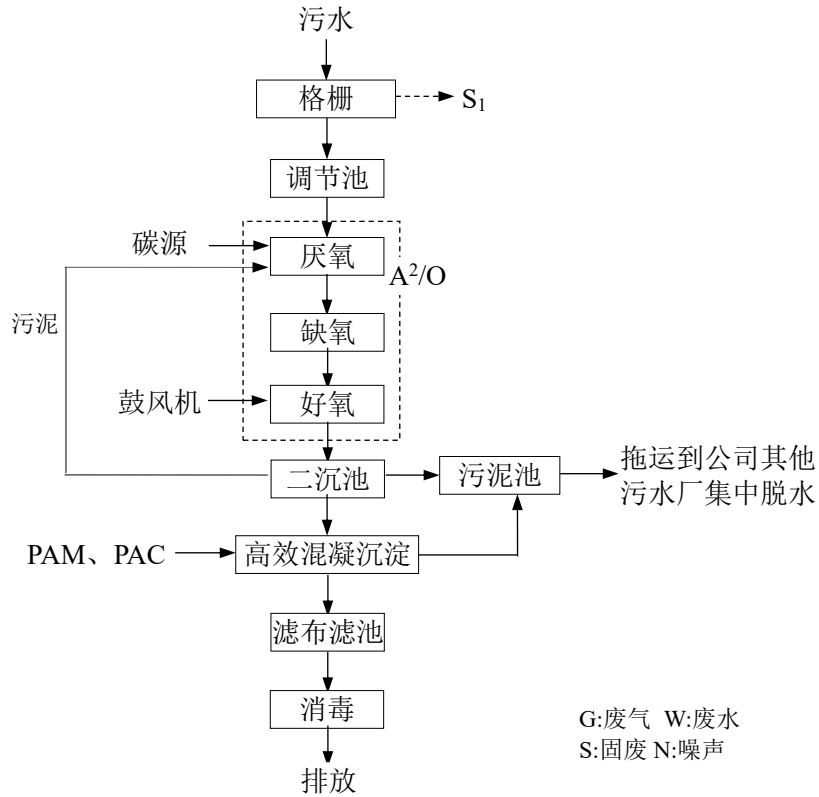 污水
格栅
S₁
调节池
碳源
厌氧
A²/O
污泥
缺氧
鼓风机
好氧
二沉池
污泥池
拖运到公司其他
污水厂集中脱水
PAM、PAC
高效混凝沉淀
滤布滤池
消毒
G:废气 W:废水
S:固废 N:噪声
排放